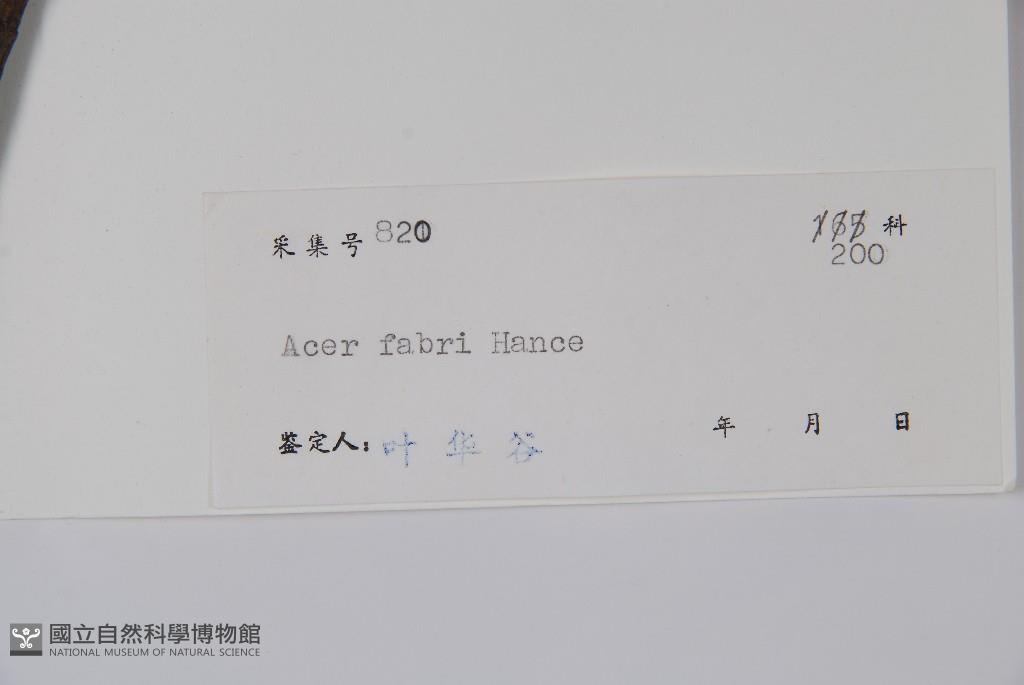 采集号 820 科
200
Acer fabri Hance
鉴定人: 叶华谷 年 月 日
國立自然科學博物館
NATIONAL MUSEUM OF NATURAL SCIENCE